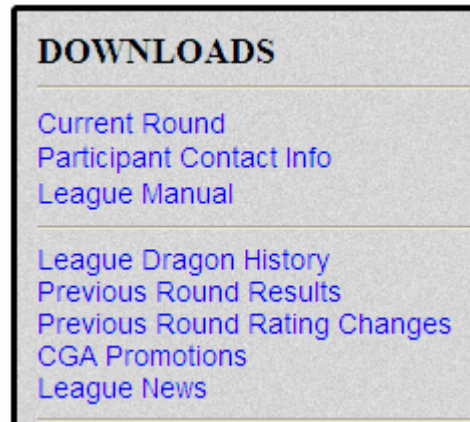 DOWNLOADS
Current Round
Participant Contact Info
League Manual
League Dragon History
Previous Round Results
Previous Round Rating Changes
CGA Promotions
League News